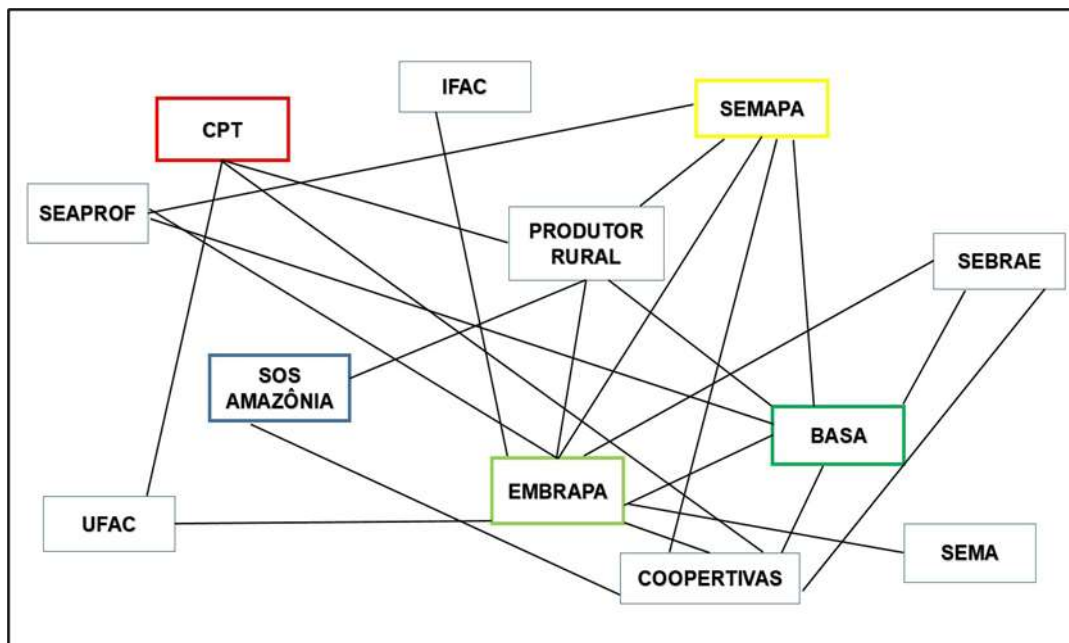 IFAC
SEMAPA
CPT
SEAPROF
PRODUTOR
RURAL
SEBRAE
SOS
AMAZÔNIA
BASA
EMBRAPA
UFAC
SEMA
COOPERTIVAS